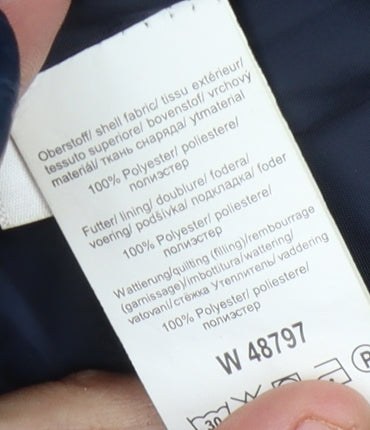 Oberstoff/ shell fabric/ tissu extérieur/
tessuto superiore/ bovenstof/ vrchový
materiál/ ткань снаряда/ ytmaterial
100% Polyester/ poliestere/
полиэстер
Futter/ lining/ doublure/ fodera/
voering/ podšívka/ подкладка/ foder
100% Polyester/ poliestere/
полиэстер
Wattierung/quilting (filling)/rembourrage
(garnissage)/imbottitura/wattering/
vatovani/стёжка Утеплитель/ vaddering
100% Polyester/ poliestere/
полиэстер
W 48797
30
P